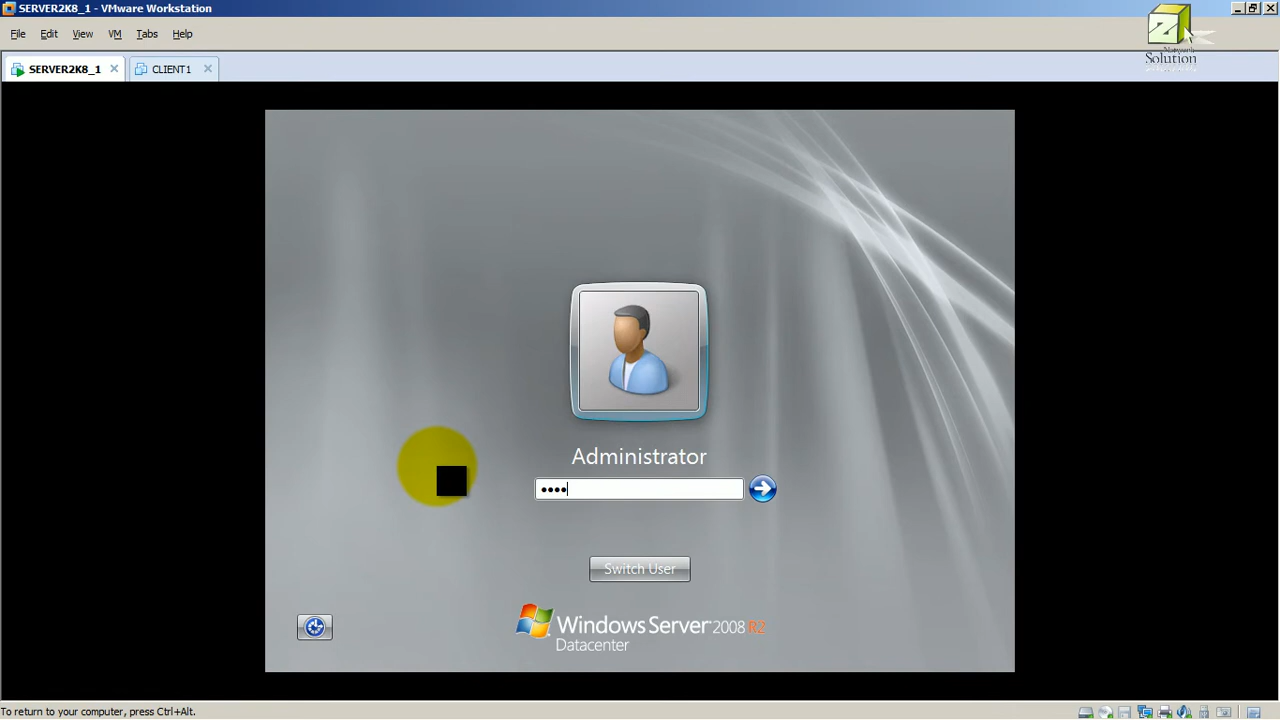 SERVER2K8_1 - VMware Workstation
File Edit View VM Tabs Help
SERVER2K8_1 CLIENT1
Network
Solution
Administrator
••••
Switch User
Windows Server 2008 R2
Datacenter
To return to your computer, press Ctrl+Alt.